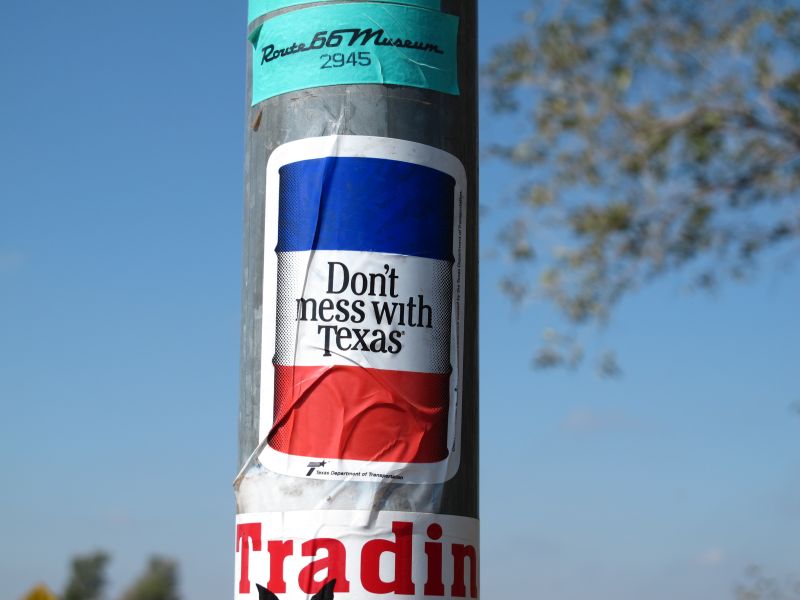 Route 66 Museum
2945
Don't
mess with
Texas
Texas Department of Transportation
Tradin